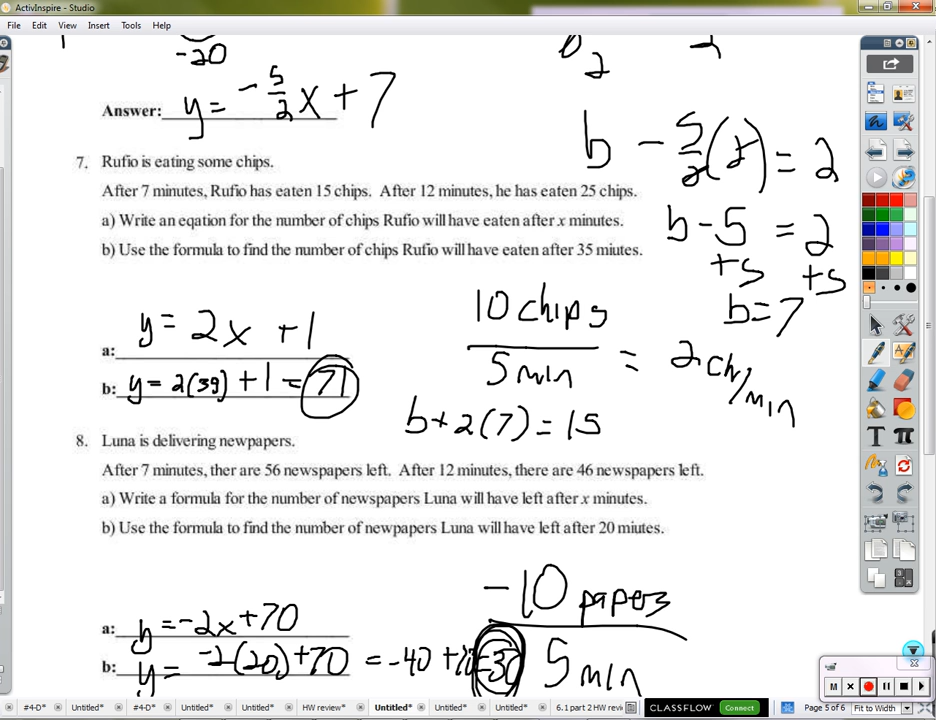 ActivInspire - Studio
File Edit View Insert Tools Help
-20
2
Answer: y = -5/2 x + 7
b - 5/2(2) = 2
b - 5 = 2
+5 +5
b = 7
7. Rufio is eating some chips.
After 7 minutes, Rufio has eaten 15 chips. After 12 minutes, he has eaten 25 chips.
a) Write an eqation for the number of chips Rufio will have eaten after x minutes.
b) Use the formula to find the number of chips Rufio will have eaten after 35 miutes.
10 chips
5 min
= 2 ch/min
b + 2(7) = 15
a: y = 2x + 1
b: y = 2(35) + 1 = 71
8. Luna is delivering newpapers.
After 7 minutes, ther are 56 newspapers left. After 12 minutes, there are 46 newspapers left.
a) Write a formula for the number of newspapers Luna will have left after x minutes.
b) Use the formula to find the number of newpapers Luna will have left after 20 miutes.
-10 papers
5 min
a: y = -2x + 70
b: y = -2(20) + 70 = -40 + 70 = 30
M
#4-D* Untitled* #4-D* Untitled* HW review* Untitled* Untitled* Untitled* 6.1 part 2 HW revi
CLASSFLOW Connect
Page 5 of 6 Fit to Width